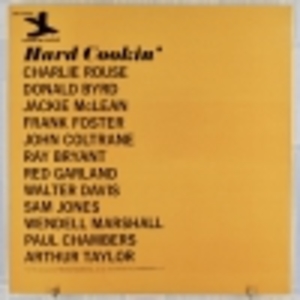 Hard Cookin'
CHARLIE ROUSE
DONALD BYRD
JACKIE McLEAN
FRANK FOSTER
JOHN COLTRANE
RAY BRYANT
RED GARLAND
WALTER DAVIS
SAM JONES
WENDELL MARSHALL
PAUL CHAMBERS
ARTHUR TAYLOR